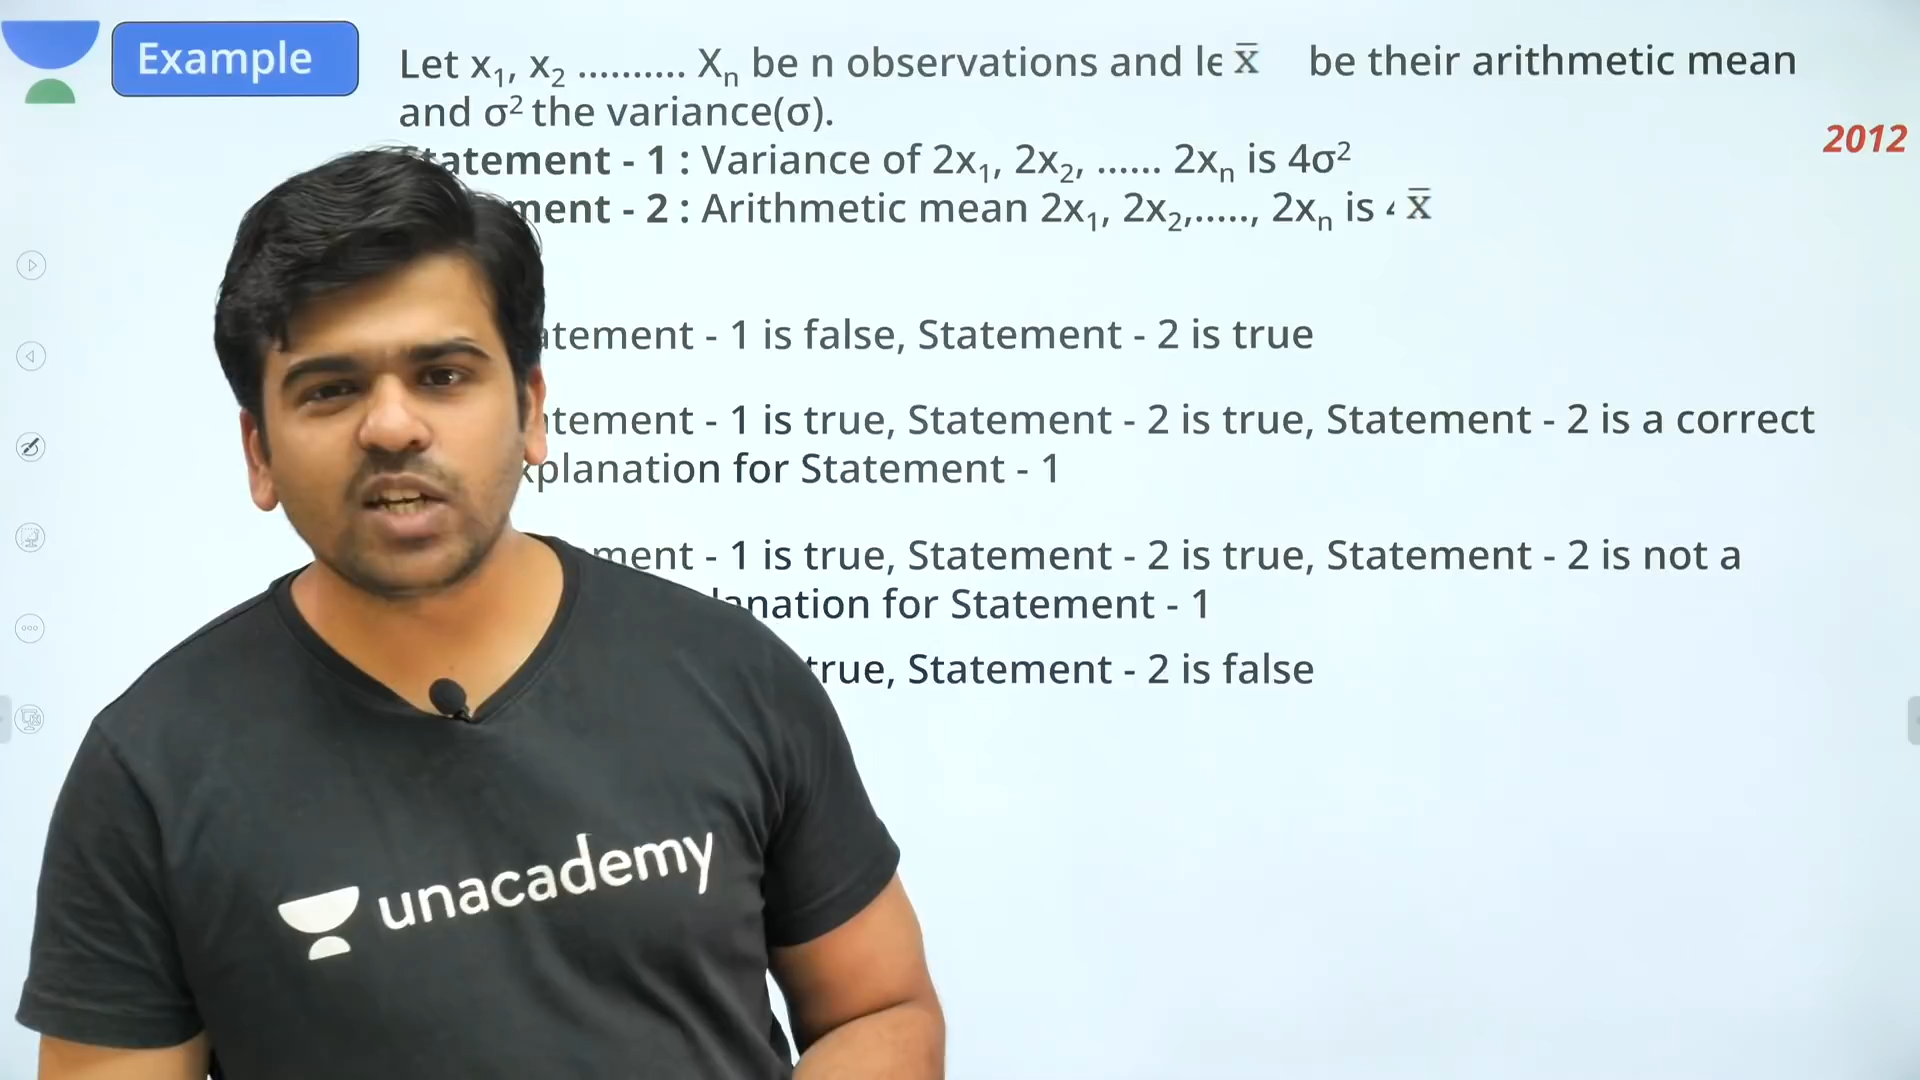 Example
Let x₁, x₂ .......... Xₙ be n observations and le x̅ be their arithmetic mean
and σ² the variance(σ).
2012
Statement - 1 : Variance of 2x₁, 2x₂, ...... 2xₙ is 4σ²
ment - 2 : Arithmetic mean 2x₁, 2x₂,....., 2xₙ is x̅
atement - 1 is false, Statement - 2 is true
tement - 1 is true, Statement - 2 is true, Statement - 2 is a correct
xplanation for Statement - 1
ment - 1 is true, Statement - 2 is true, Statement - 2 is not a
lanation for Statement - 1
true, Statement - 2 is false
unacademy